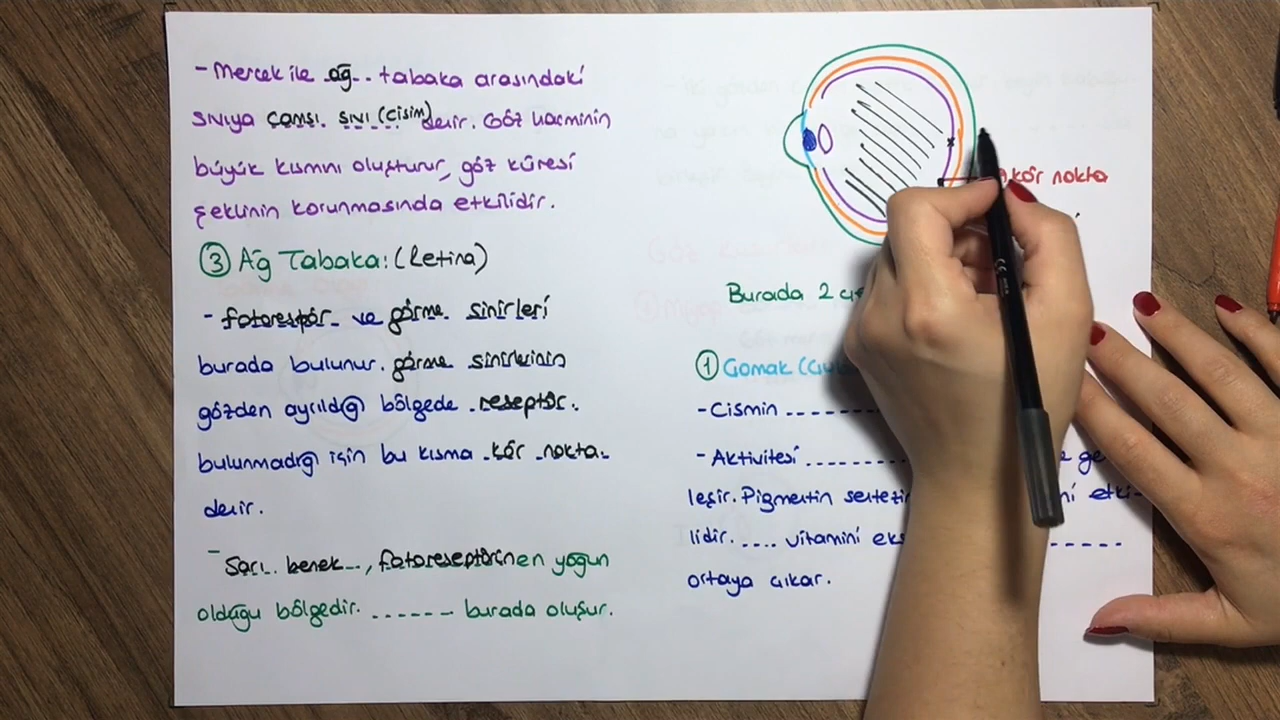 - Mercek ile ağ tabaka arasındaki
sıvıya camsı sıvı (cisim) denir. Göz hacminin
büyük kısmını oluşturur, göz küresi
şeklinin korunmasında etkilidir.
③ Ağ Tabaka: (Retina)
- fotoreseptör ve görme sinirleri
burada bulunur. görme sinirlerinin
gözden ayrıldığı bölgede reseptör
bulunmadığı için bu kısma kör nokta
denir.
- Sarı benek, fotoreseptörün en yoğun
olduğu bölgedir. ------ burada oluşur.
kör nokta
Burada 2
① Çomak
- Cismin --------
- Aktivitesi --------
leşir. Pigmentin sentezin
lidir. .... vitamini eks
ortaya çıkar.